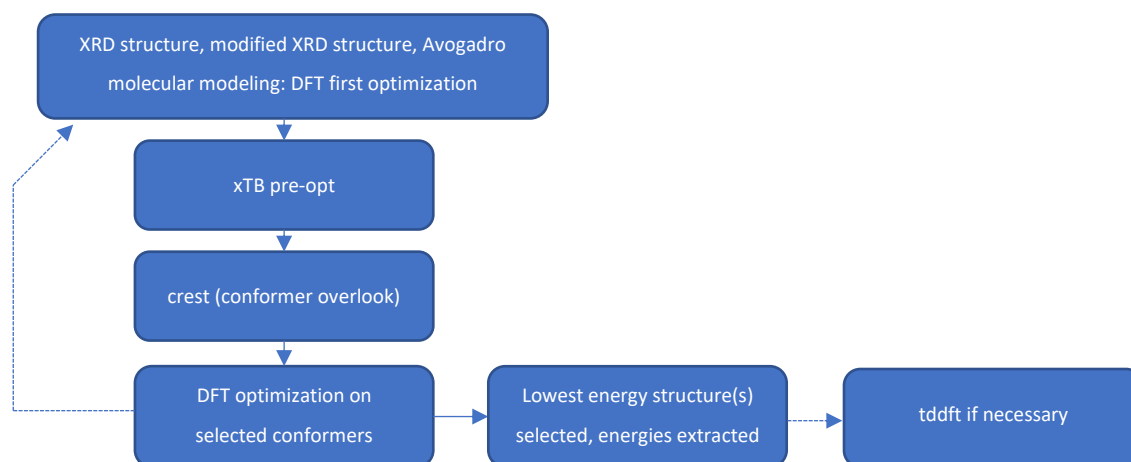 XRD structure, modified XRD structure, Avogadro
molecular modeling: DFT first optimization
xTB pre-opt
crest (conformer overlook)
DFT optimization on
selected conformers
Lowest energy structure(s)
selected, energies extracted
tddft if necessary